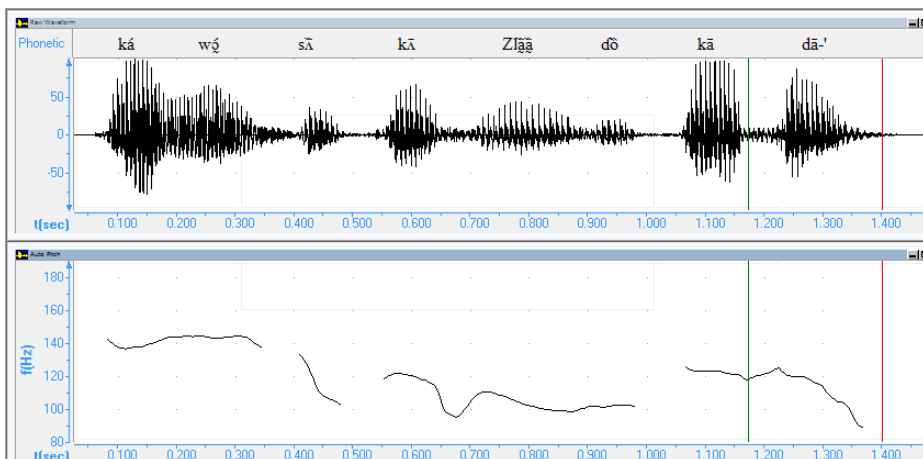 Raw Waveform
Phonetic ká wó̰ sʌ̏ kʌ̄ Zȉȁ̰ȁ̰ dȍ kā dā-'
50
0
-50
t(sec) 0.100 0.200 0.300 0.400 0.500 0.600 0.700 0.800 0.900 1.000 1.100 1.200 1.300 1.400
Auto Pitch
180
160
140
f(Hz)
120
100
80
t(sec) 0.100 0.200 0.300 0.400 0.500 0.600 0.700 0.800 0.900 1.000 1.100 1.200 1.300 1.400